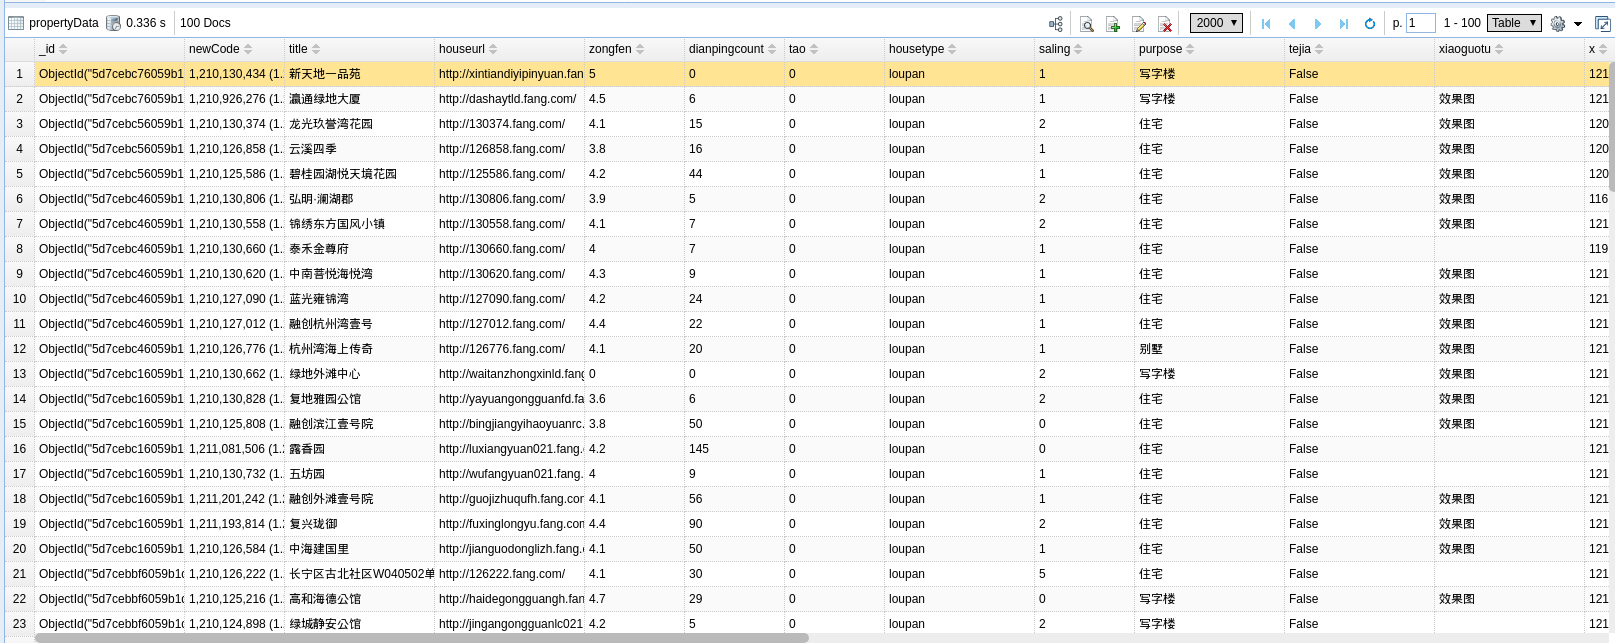 propertyData 0.336 s 100 Docs 2000 p. 1 1 - 100 Table
_id newCode title houseurl zongfen dianpingcount tao housetype saling purpose tejia xiaoguotu x
1 ObjectId("5d7cebc76059b1 1,210,130,434 (1. 新天地一品苑 http://xintiandiyipinyuan.fan 5 0 0 loupan 1 写字楼 False 121
2 ObjectId("5d7cebc76059b1 1,210,926,276 (1. 瀛通绿地大厦 http://dashaytld.fang.com/ 4.5 6 0 loupan 1 写字楼 False 效果图 121
3 ObjectId("5d7cebc56059b1 1,210,130,374 (1. 龙光玖誉湾花园 http://130374.fang.com/ 4.1 15 0 loupan 2 住宅 False 效果图 120
4 ObjectId("5d7cebc56059b1 1,210,126,858 (1. 云溪四季 http://126858.fang.com/ 3.8 16 0 loupan 1 住宅 False 效果图 120
5 ObjectId("5d7cebc56059b1 1,210,125,586 (1. 碧桂园湖悦天境花园 http://125586.fang.com/ 4.2 44 0 loupan 1 住宅 False 效果图 120
6 ObjectId("5d7cebc46059b1 1,210,130,806 (1. 弘明·澜湖郡 http://130806.fang.com/ 3.9 5 0 loupan 2 住宅 False 效果图 116
7 ObjectId("5d7cebc46059b1 1,210,130,558 (1. 锦绣东方国风小镇 http://130558.fang.com/ 4.1 7 0 loupan 2 住宅 False 效果图 121
8 ObjectId("5d7cebc46059b1 1,210,130,660 (1. 泰禾金尊府 http://130660.fang.com/ 4 7 0 loupan 1 住宅 False 119
9 ObjectId("5d7cebc46059b1 1,210,130,620 (1. 中南菩悦海悦湾 http://130620.fang.com/ 4.3 9 0 loupan 1 住宅 False 效果图 121
10 ObjectId("5d7cebc46059b1 1,210,127,090 (1. 蓝光雍锦湾 http://127090.fang.com/ 4.2 24 0 loupan 1 住宅 False 效果图 121
11 ObjectId("5d7cebc46059b1 1,210,127,012 (1. 融创杭州湾壹号 http://127012.fang.com/ 4.4 22 0 loupan 1 住宅 False 效果图 121
12 ObjectId("5d7cebc46059b1 1,210,126,776 (1. 杭州湾海上传奇 http://126776.fang.com/ 4.1 20 0 loupan 1 别墅 False 效果图 121
13 ObjectId("5d7cebc16059b1 1,210,130,662 (1. 绿地外滩中心 http://waitanzhongxinld.fang 0 0 0 loupan 2 写字楼 False 效果图 121
14 ObjectId("5d7cebc16059b1 1,210,130,828 (1. 复地雅园公馆 http://yayuangongguanfd.fa 3.6 6 0 loupan 2 住宅 False 效果图 121
15 ObjectId("5d7cebc16059b1 1,210,125,808 (1. 融创滨江壹号院 http://bingjiangyihaoyuanrc. 3.8 50 0 loupan 0 住宅 False 效果图 121
16 ObjectId("5d7cebc16059b1 1,211,081,506 (1. 露香园 http://luxiangyuan021.fang. 4.2 145 0 loupan 0 住宅 False 121
17 ObjectId("5d7cebc16059b1 1,210,130,732 (1. 五坊园 http://wufangyuan021.fang. 4 9 0 loupan 1 住宅 False 121
18 ObjectId("5d7cebc16059b1 1,211,201,242 (1. 融创外滩壹号院 http://guojizhuqufh.fang.com 4.1 56 0 loupan 1 住宅 False 效果图 121
19 ObjectId("5d7cebc16059b1 1,211,193,814 (1. 复兴珑御 http://fuxinglongyu.fang.com 4.4 90 0 loupan 2 住宅 False 效果图 121
20 ObjectId("5d7cebc16059b1 1,210,126,584 (1. 中海建国里 http://jianguodonglizh.fang. 4.1 50 0 loupan 1 住宅 False 效果图 121
21 ObjectId("5d7cebbf6059b1c 1,210,126,222 (1. 长宁区古北社区W040502单 http://126222.fang.com/ 4.1 30 0 loupan 5 住宅 False 121
22 ObjectId("5d7cebbf6059b1c 1,210,125,216 (1. 高和海德公馆 http://haidegongguangh.fan 4.7 29 0 loupan 0 写字楼 False 效果图 121
23 ObjectId("5d7cebbf6059b1c 1,210,124,898 (1. 绿城静安公馆 http://jingangongguanlc021 4.2 5 0 loupan 2 写字楼 False 121